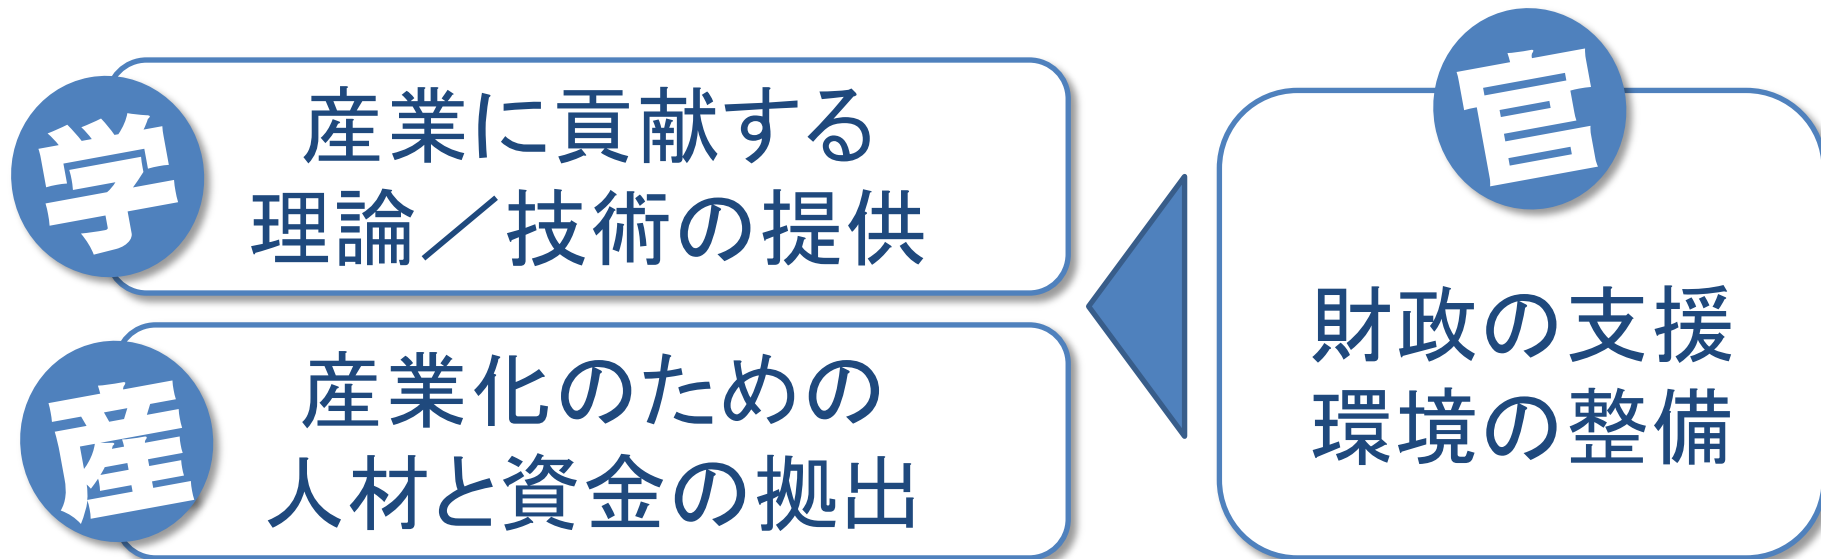 学
産業に貢献する
理論／技術の提供
産
産業化のための
人材と資金の拠出
官
財政の支援
環境の整備